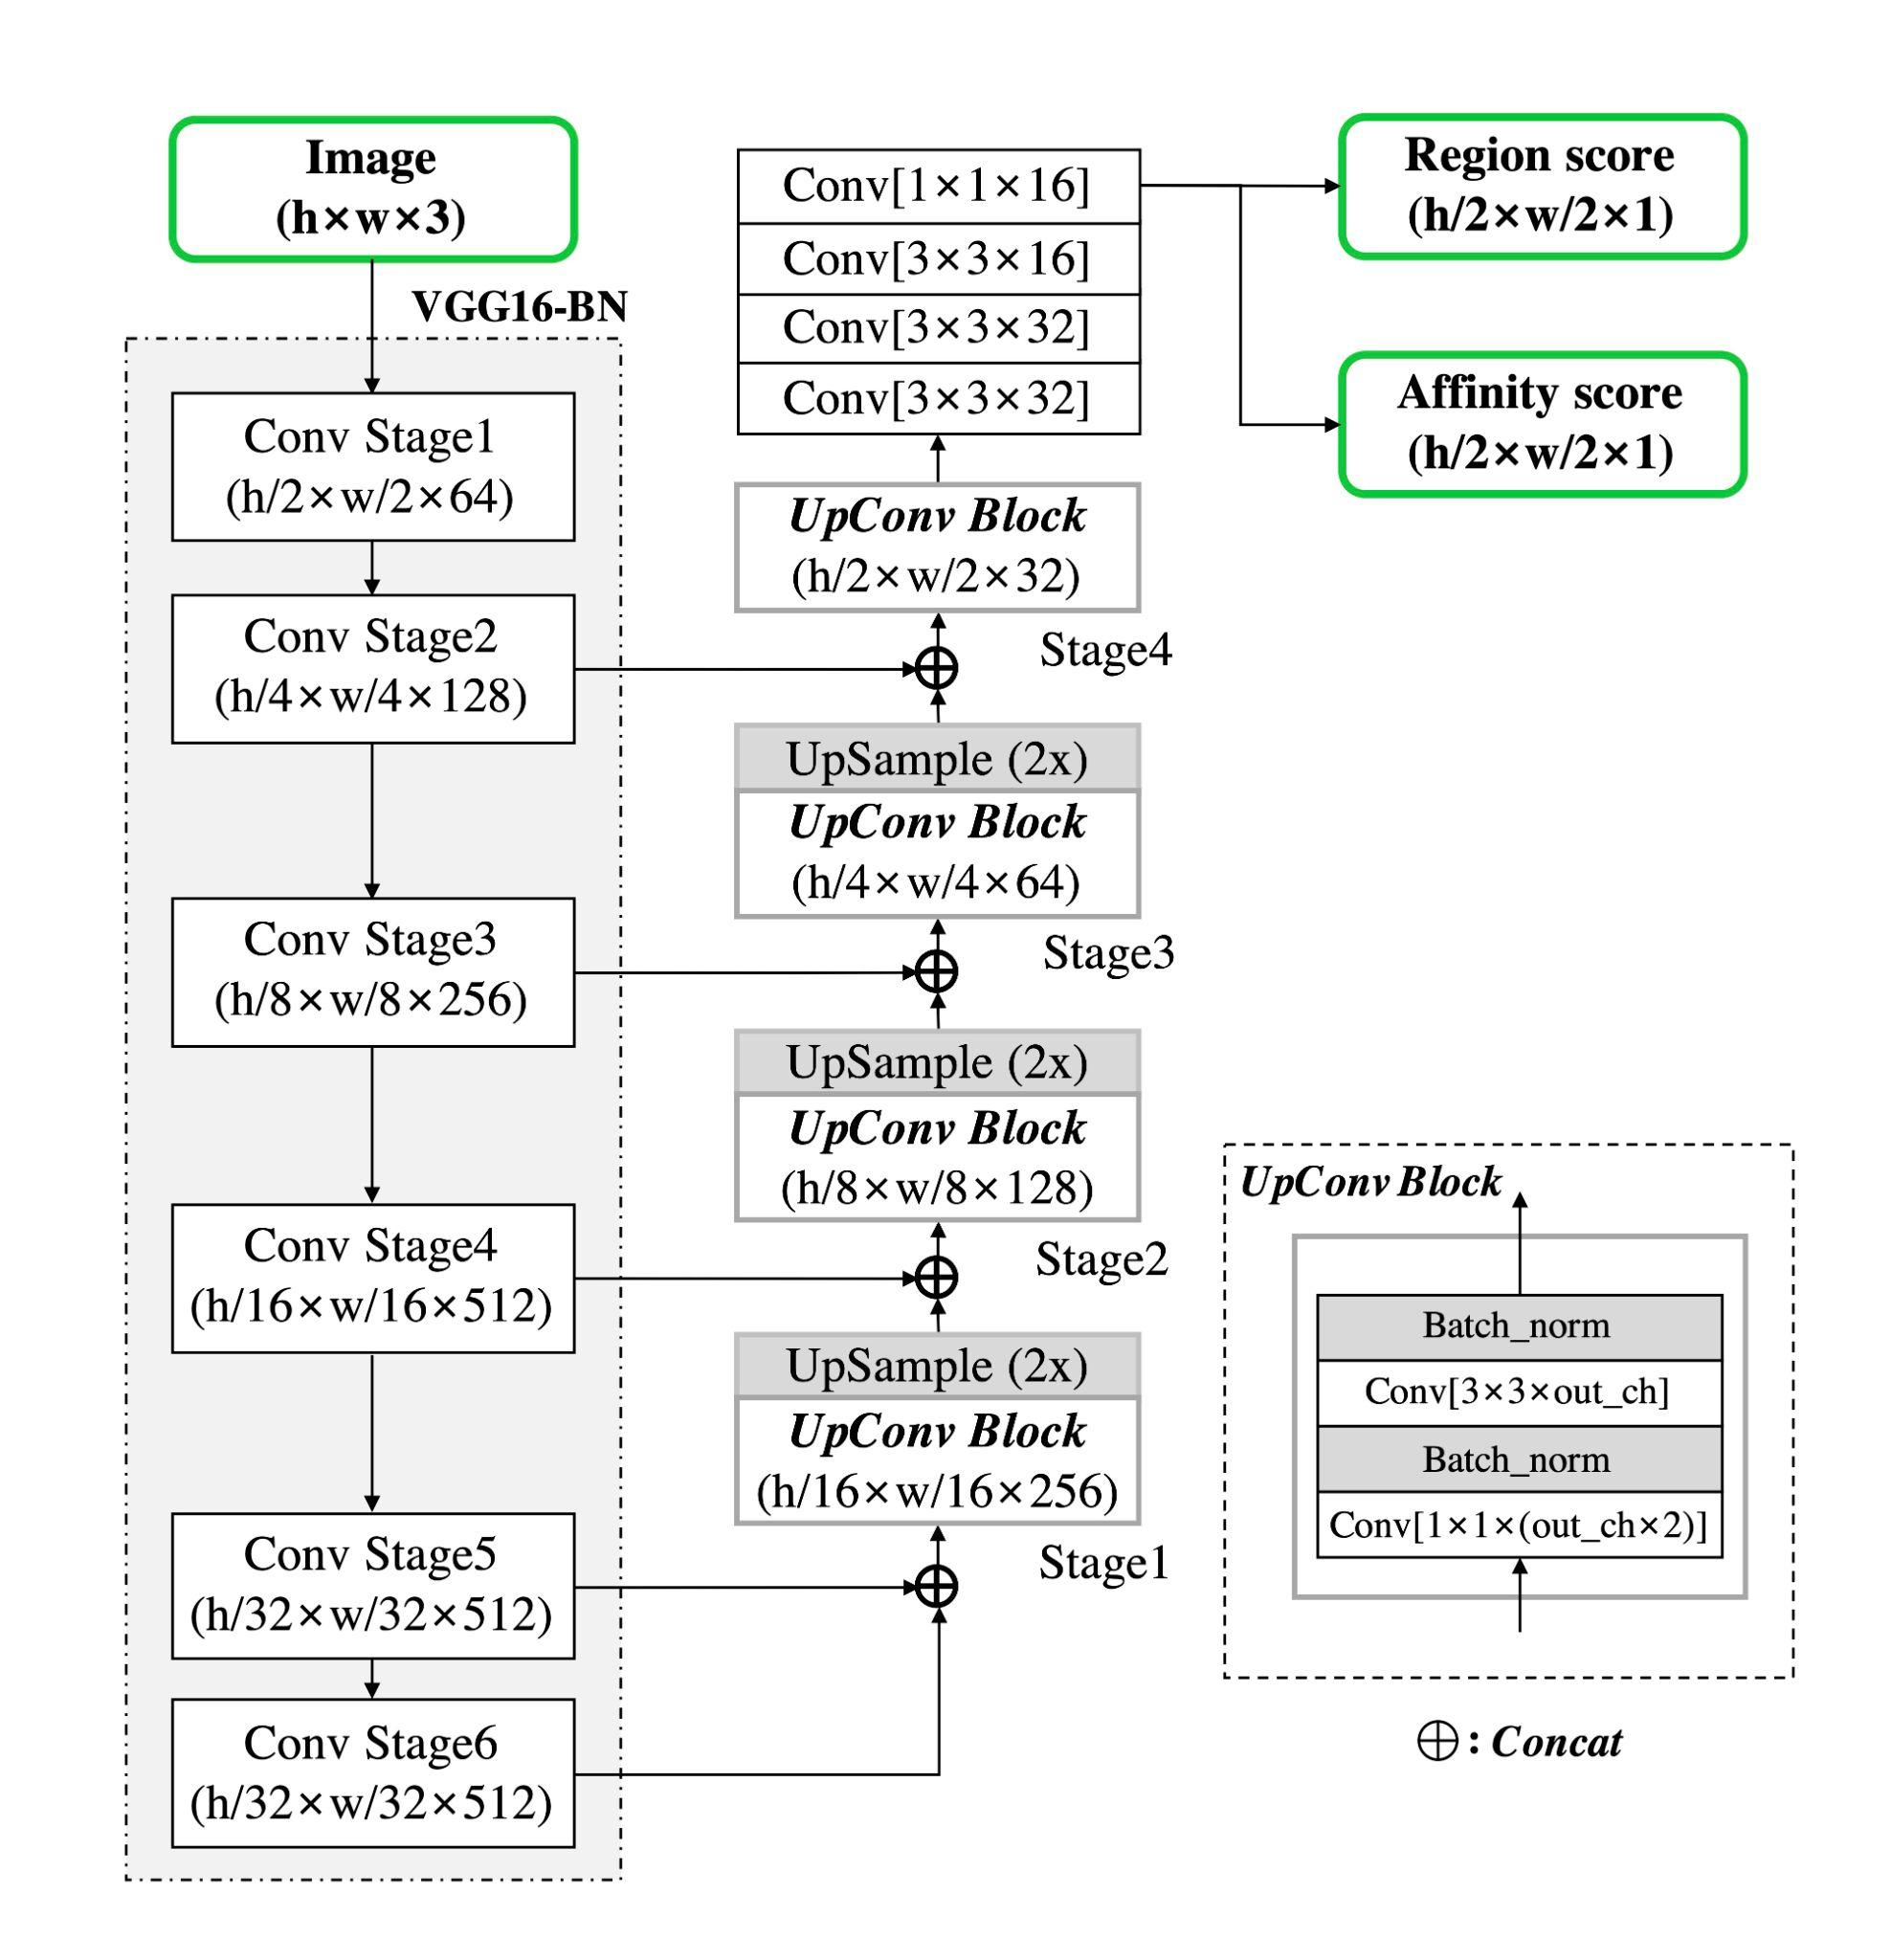 Image
(h×w×3)
VGG16-BN
Conv Stage1
(h/2×w/2×64)
Conv Stage2
(h/4×w/4×128)
Conv Stage3
(h/8×w/8×256)
Conv Stage4
(h/16×w/16×512)
Conv Stage5
(h/32×w/32×512)
Conv Stage6
(h/32×w/32×512)
Conv[1×1×16]
Conv[3×3×16]
Conv[3×3×32]
Conv[3×3×32]
UpConv Block
(h/2×w/2×32)
Stage4
UpSample (2x)
UpConv Block
(h/4×w/4×64)
Stage3
UpSample (2x)
UpConv Block
(h/8×w/8×128)
Stage2
UpSample (2x)
UpConv Block
(h/16×w/16×256)
Stage1
Region score
(h/2×w/2×1)
Affinity score
(h/2×w/2×1)
UpConv Block
Batch_norm
Conv[3×3×out_ch]
Batch_norm
Conv[1×1×(out_ch×2)]
⊕ : Concat